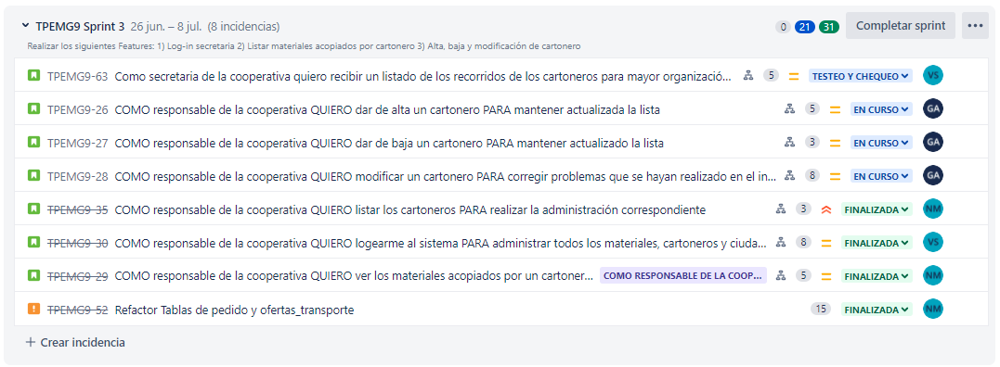 TPEMG9 Sprint 3 26 jun. – 8 jul. (8 incidencias) 0 21 31 Completar sprint
Realizar los siguientes Features: 1) Log-in secretaria 2) Listar materiales acopiados por cartonero 3) Alta, baja y modificación de cartonero
TPEMG9-63 Como secretaria de la cooperativa quiero recibir un listado de los recorridos de los cartoneros para mayor organizació... 5 TESTEO Y CHEQUEO VS
TPEMG9-26 COMO responsable de la cooperativa QUIERO dar de alta un cartonero PARA mantener actualizada la lista 5 EN CURSO GA
TPEMG9-27 COMO responsable de la cooperativa QUIERO dar de baja un cartonero PARA mantener actualizado la lista 3 EN CURSO GA
TPEMG9-28 COMO responsable de la cooperativa QUIERO modificar un cartonero PARA corregir problemas que se hayan realizado en el in... 8 EN CURSO GA
TPEMG9-35 COMO responsable de la cooperativa QUIERO listar los cartoneros PARA realizar la administración correspondiente 3 FINALIZADA NM
TPEMG9-30 COMO responsable de la cooperativa QUIERO logearme al sistema PARA administrar todos los materiales, cartoneros y ciuda... 8 FINALIZADA VS
TPEMG9-29 COMO responsable de la cooperativa QUIERO ver los materiales acopiados por un cartoner... COMO RESPONSABLE DE LA COOP... 5 FINALIZADA NM
TPEMG9-52 Refactor Tablas de pedido y ofertas_transporte 15 FINALIZADA NM
+ Crear incidencia